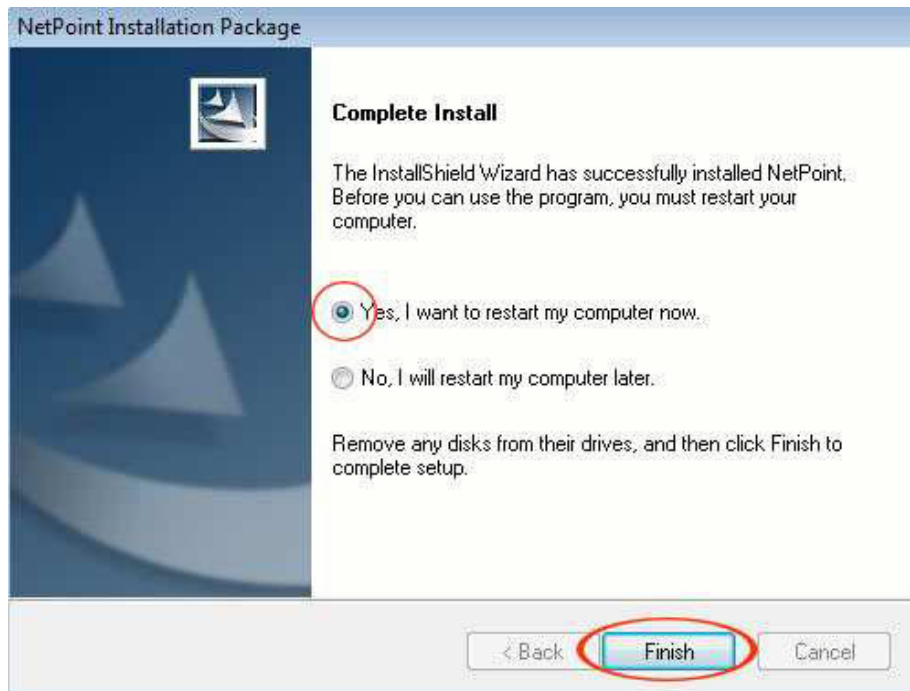 NetPoint Installation Package
Complete Install
The InstallShield Wizard has successfully installed NetPoint.
Before you can use the program, you must restart your
computer.
Yes, I want to restart my computer now.
No, I will restart my computer later.
Remove any disks from their drives, and then click Finish to
complete setup.
< Back Finish Cancel